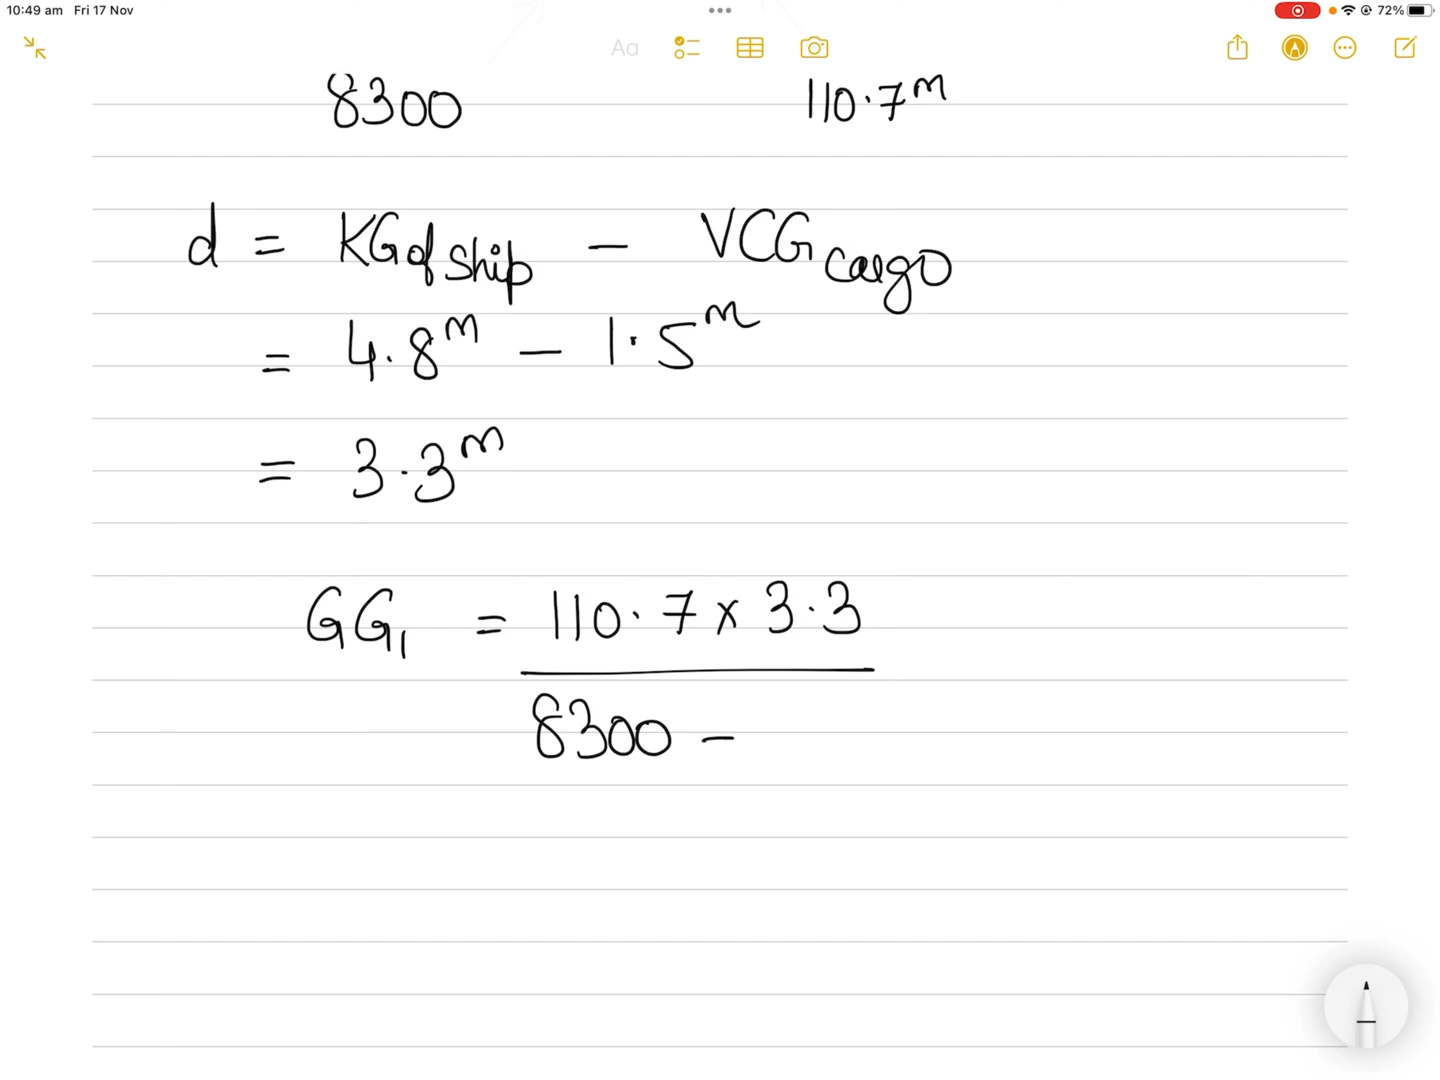 10:49 am Fri 17 Nov
72%
Aa
8300 110.7m
d = KG of ship - VCG cargo
= 4.8m - 1.5m
= 3.3m
GG1 = 110.7 x 3.3
8300 -